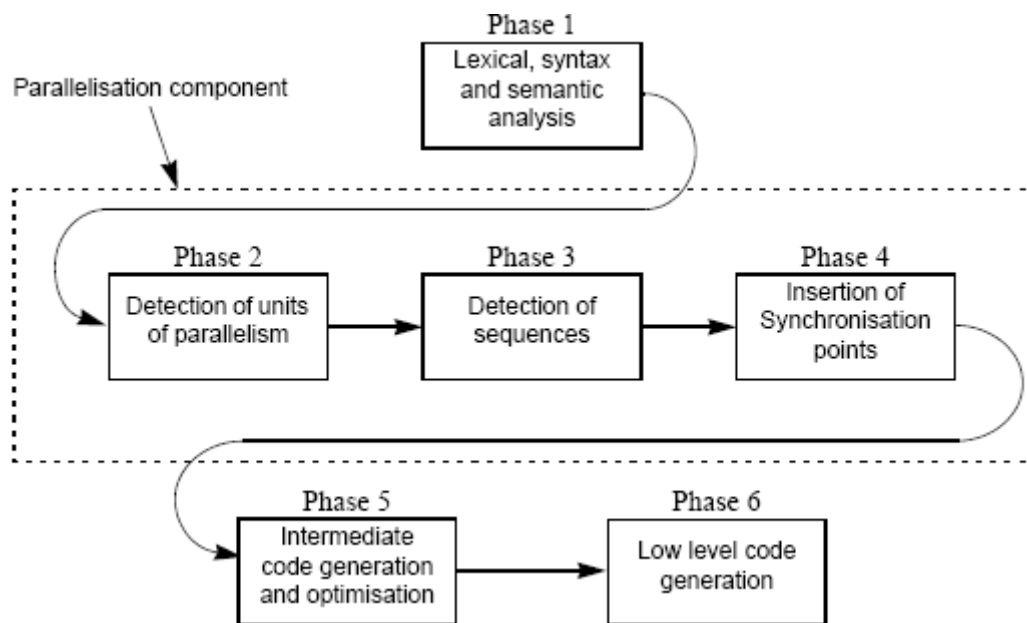 Phase 1
Lexical, syntax
and semantic
analysis
Parallelisation component
Phase 2
Detection of units
of parallelism
Phase 3
Detection of
sequences
Phase 4
Insertion of
Synchronisation
points
Phase 5
Intermediate
code generation
and optimisation
Phase 6
Low level code
generation